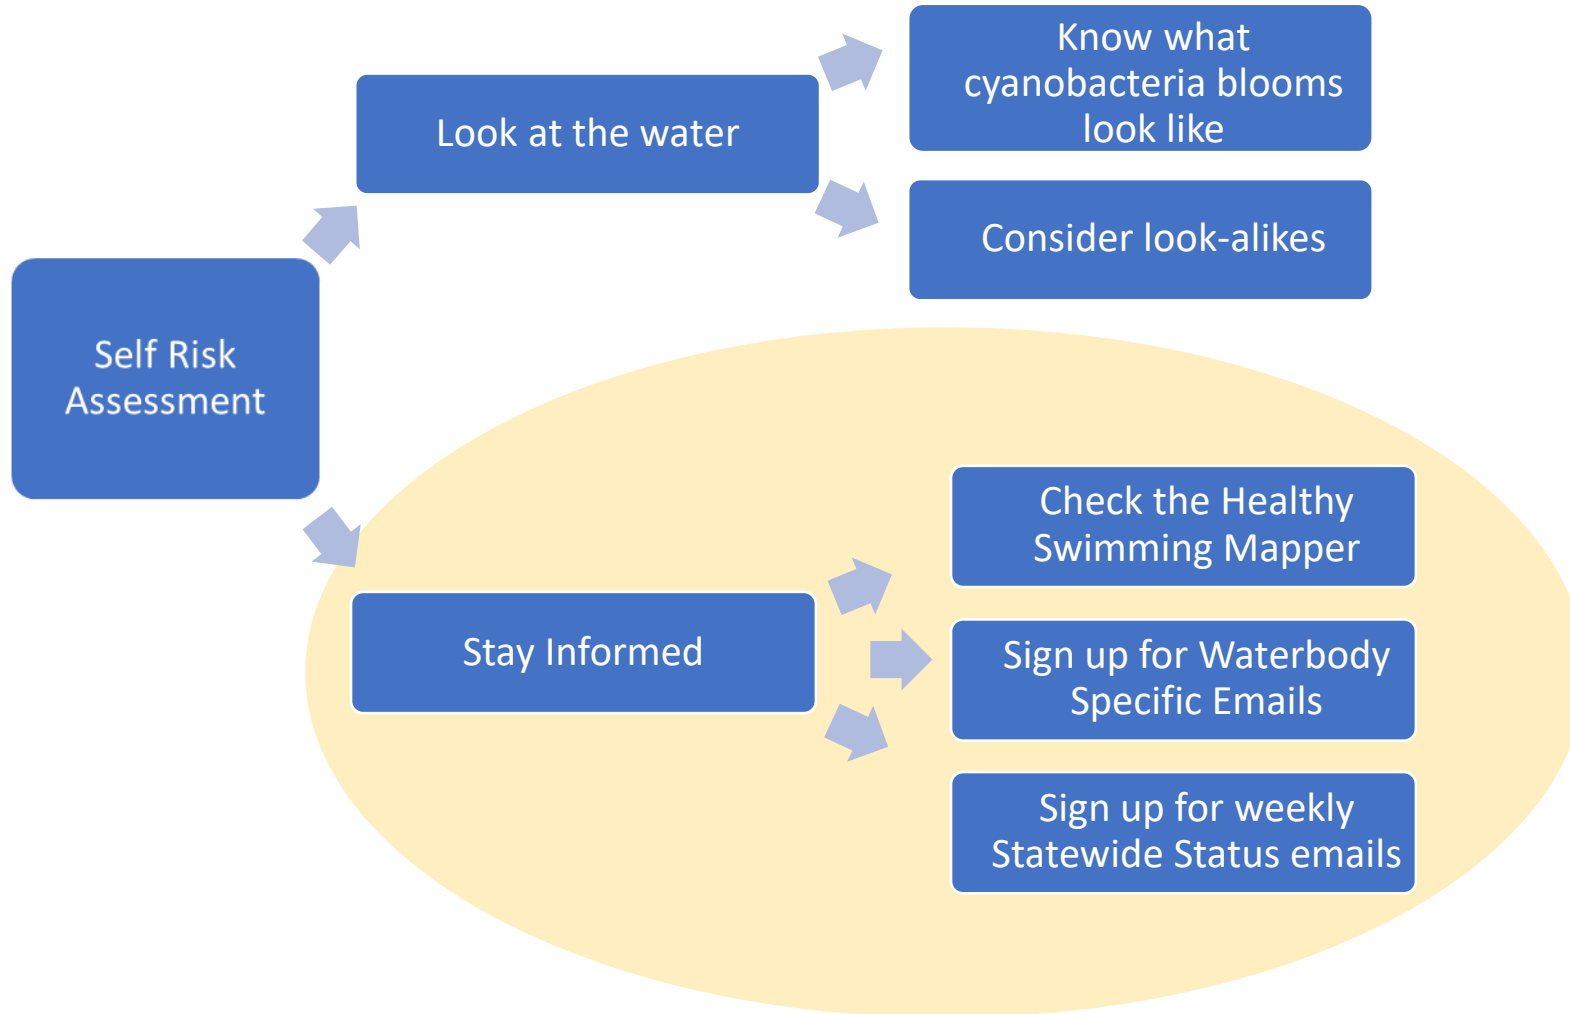 Know what
cyanobacteria blooms
look like
Look at the water
Consider look-alikes
Self Risk
Assessment
Check the Healthy
Swimming Mapper
Stay Informed
Sign up for Waterbody
Specific Emails
Sign up for weekly
Statewide Status emails